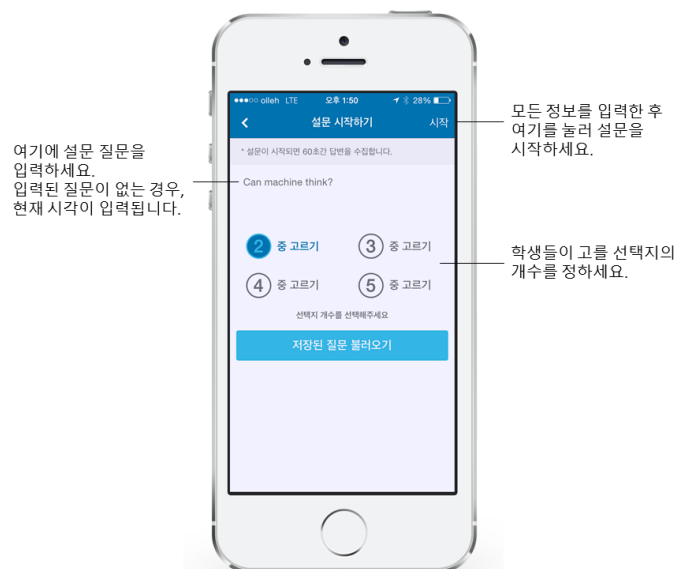 ●●●○○ olleh LTE 오후 1:50 28%
설문 시작하기 시작
* 설문이 시작되면 60초간 답변을 수집합니다.
Can machine think?
2 중 고르기 3 중 고르기
4 중 고르기 5 중 고르기
선택지 개수를 선택해주세요
저장된 질문 불러오기
여기에 설문 질문을
입력하세요.
입력된 질문이 없는 경우,
현재 시각이 입력됩니다.
모든 정보를 입력한 후
여기를 눌러 설문을
시작하세요.
학생들이 고를 선택지의
개수를 정하세요.